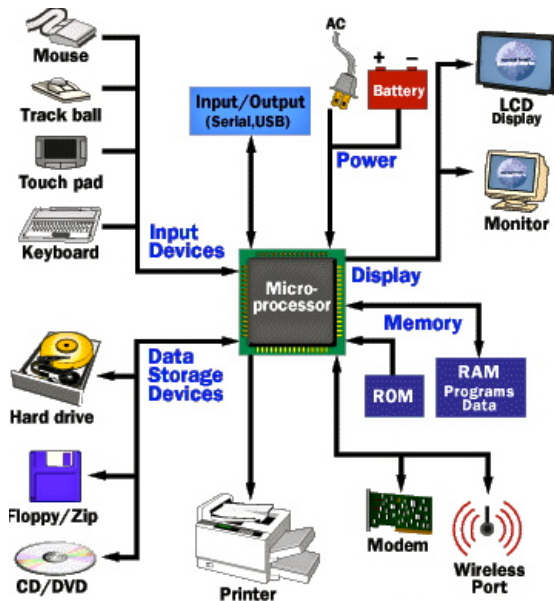 Mouse
Track ball
Touch pad
Keyboard
Input
Devices
Input/Output
(Serial,USB)
AC
+ −
Battery
Power
LCD
Display
Monitor
Display
Micro-
processor
Memory
ROM
RAM
Programs
Data
Data
Storage
Devices
Hard drive
Floppy/Zip
CD/DVD
Printer
Modem
Wireless
Port